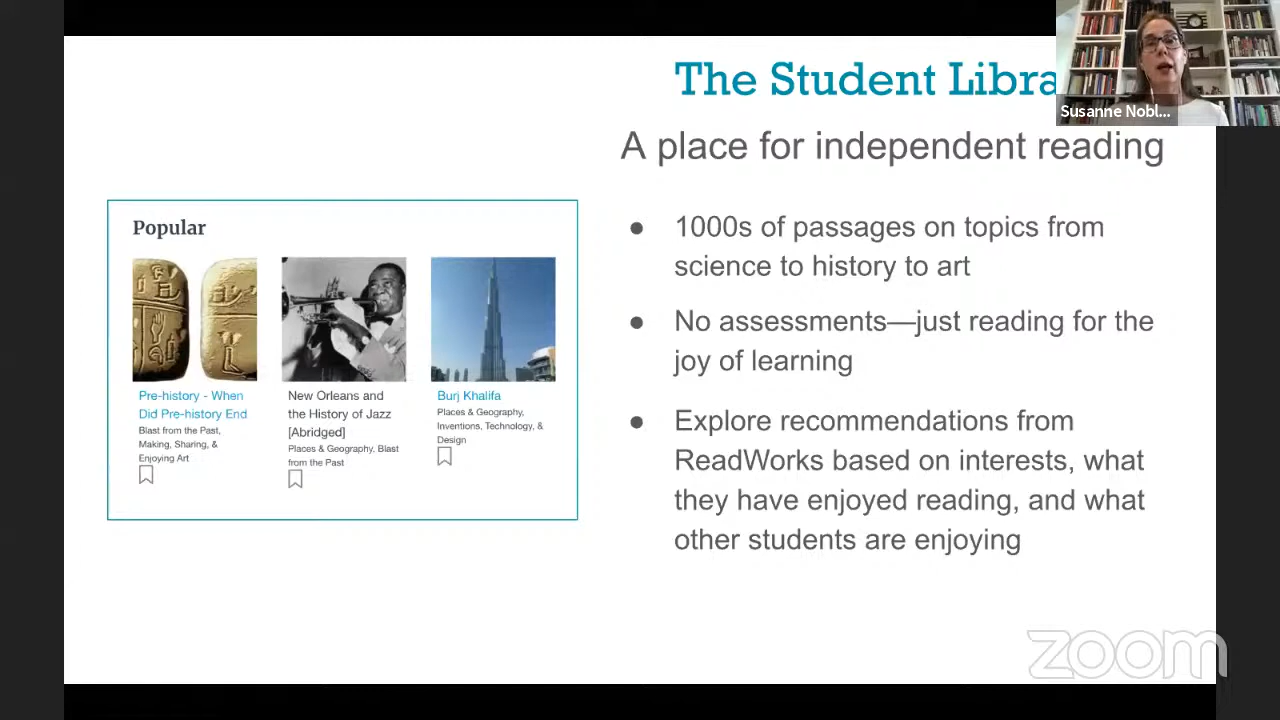 The Student Libra
Susanne Nobl...
A place for independent reading
Popular
Pre-history - When
Did Pre-history End
Blast from the Past,
Making, Sharing, &
Enjoying Art
New Orleans and
the History of Jazz
[Abridged]
Places & Geography, Blast
from the Past
Burj Khalifa
Places & Geography,
Inventions, Technology, &
Design
● 1000s of passages on topics from
science to history to art
● No assessments—just reading for the
joy of learning
● Explore recommendations from
ReadWorks based on interests, what
they have enjoyed reading, and what
other students are enjoying
zoom